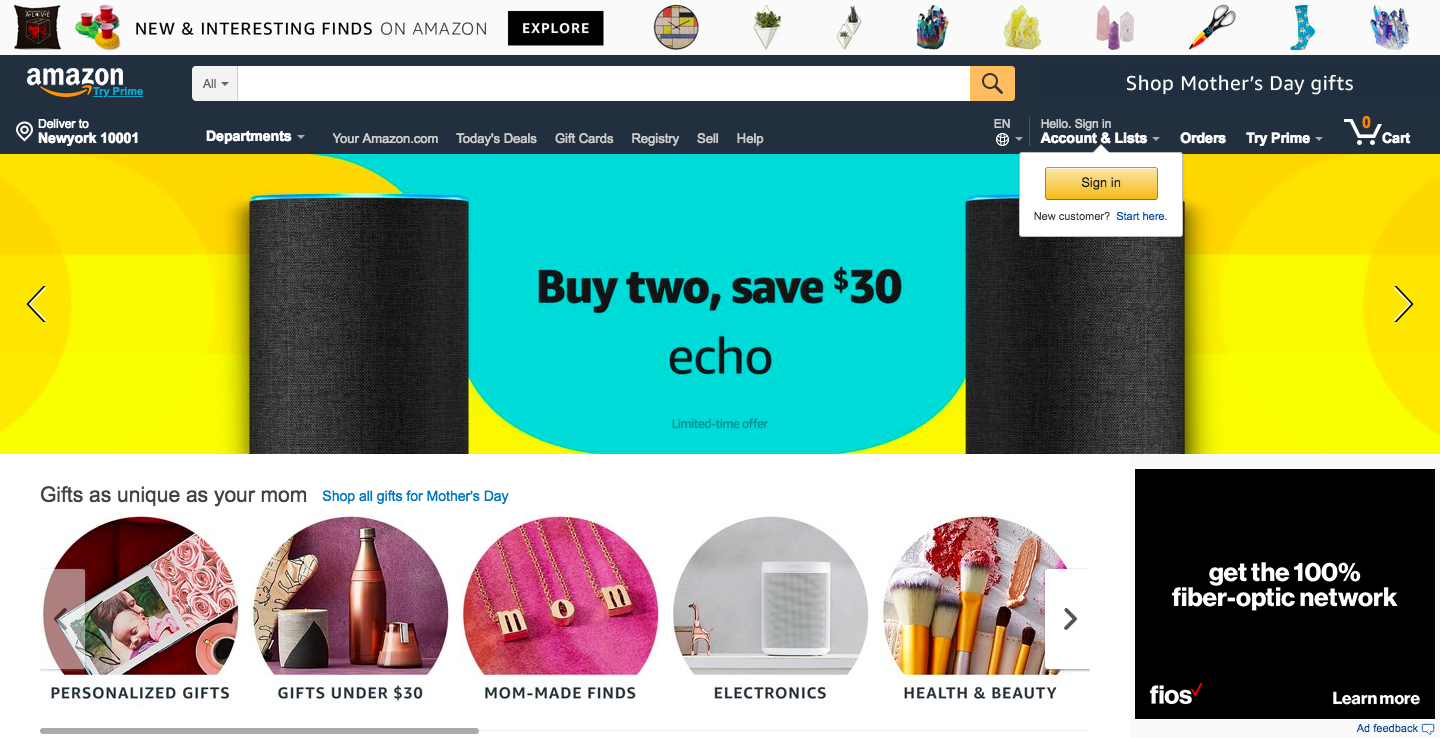 NEW & INTERESTING FINDS ON AMAZON
EXPLORE
amazon
Try Prime
All
Shop Mother's Day gifts
Deliver to
Newyork 10001
Departments
Your Amazon.com
Today's Deals
Gift Cards
Registry
Sell
Help
EN
Hello. Sign in
Account & Lists
Orders
Try Prime
0
Cart
Sign in
New customer? Start here.
Buy two, save $30
echo
Limited-time offer
Gifts as unique as your mom
Shop all gifts for Mother's Day
m
o
m
PERSONALIZED GIFTS
GIFTS UNDER $30
MOM-MADE FINDS
ELECTRONICS
HEALTH & BEAUTY
get the 100%
fiber-optic network
fios
Learn more
Ad feedback